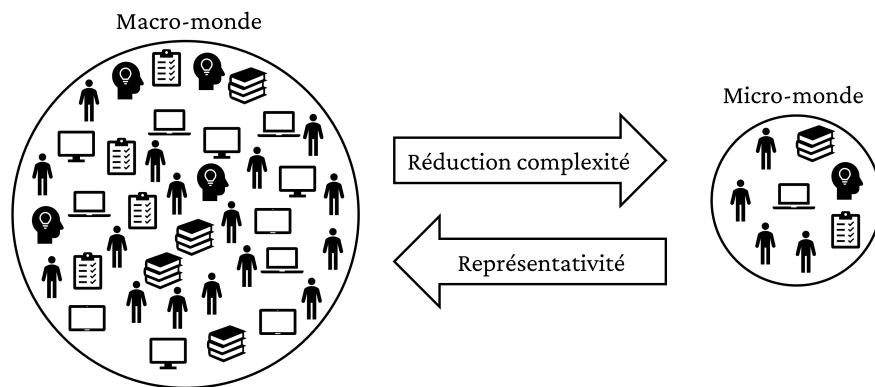 Macro-monde
Micro-monde
Réduction complexité
Représentativité